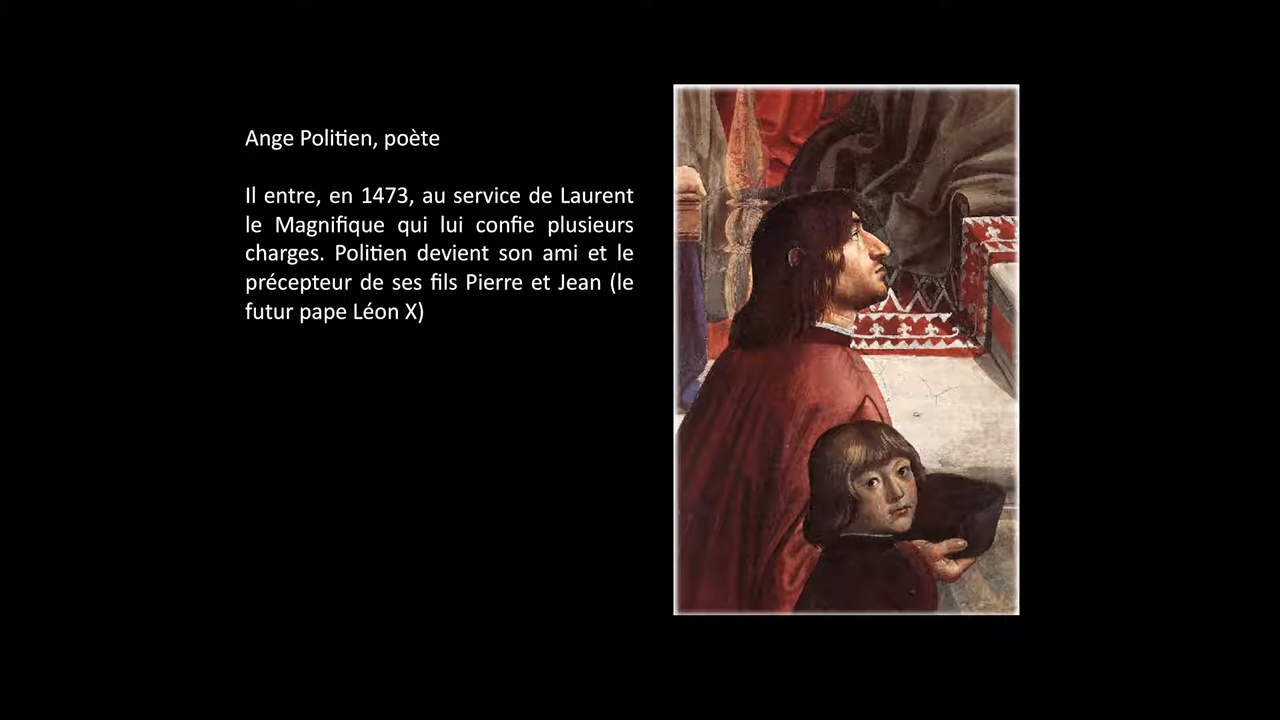 Ange Politien, poète
Il entre, en 1473, au service de Laurent
le Magnifique qui lui confie plusieurs
charges. Politien devient son ami et le
précepteur de ses fils Pierre et Jean (le
futur pape Léon X)